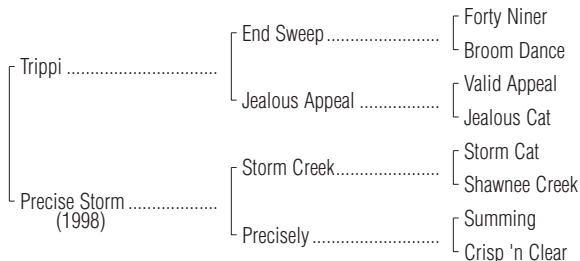 Forty Niner
End Sweep ........................
Broom Dance
Trippi ................................
Valid Appeal
Jealous Appeal .................
Jealous Cat
Storm Cat
Storm Creek......................
Shawnee Creek
Precise Storm ...................
(1998)
Summing
Precisely ...........................
Crisp 'n Clear